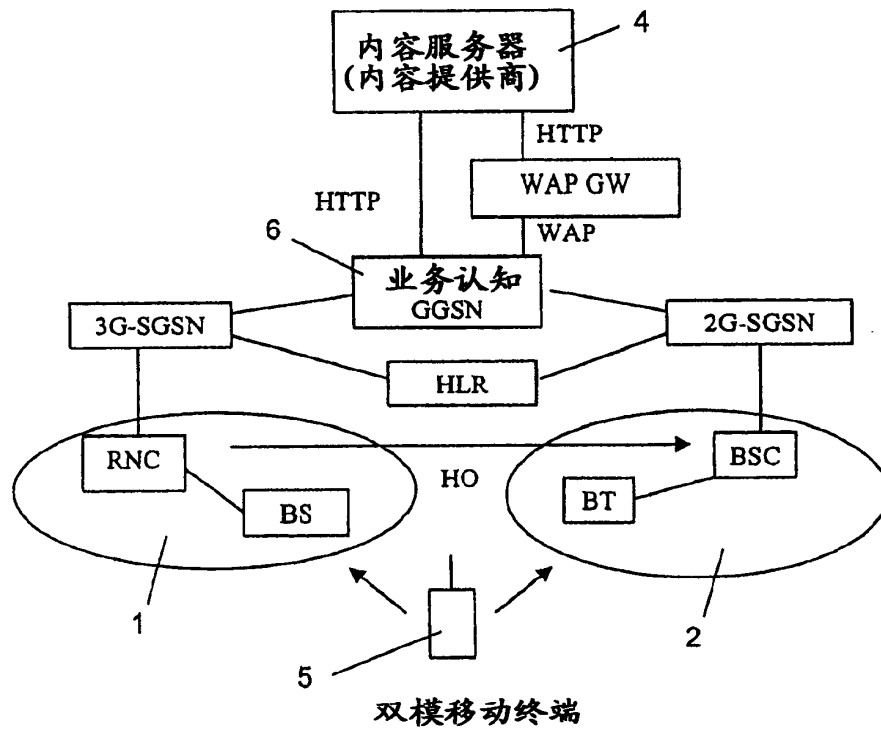 内容服务器
(内容提供商)
4
HTTP
WAP GW
HTTP
WAP
6
业务认知
GGSN
3G-SGSN
2G-SGSN
HLR
RNC
BSC
HO
BS
BT
1
2
5
双模移动终端